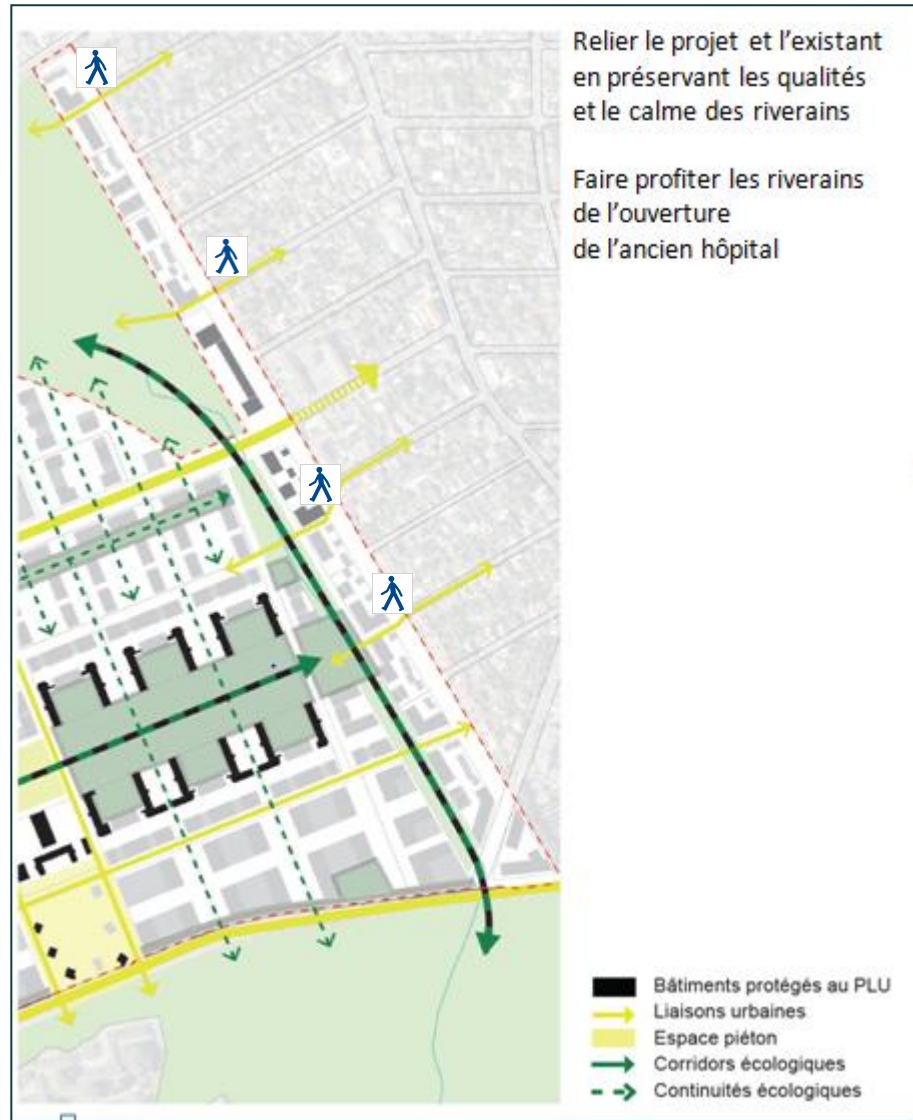 Relier le projet et l'existant
en préservant les qualités
et le calme des riverains
Faire profiter les riverains
de l'ouverture
de l'ancien hôpital
Bâtiments protégés au PLU
Liaisons urbaines
Espace piéton
Corridors écologiques
Continuités écologiques